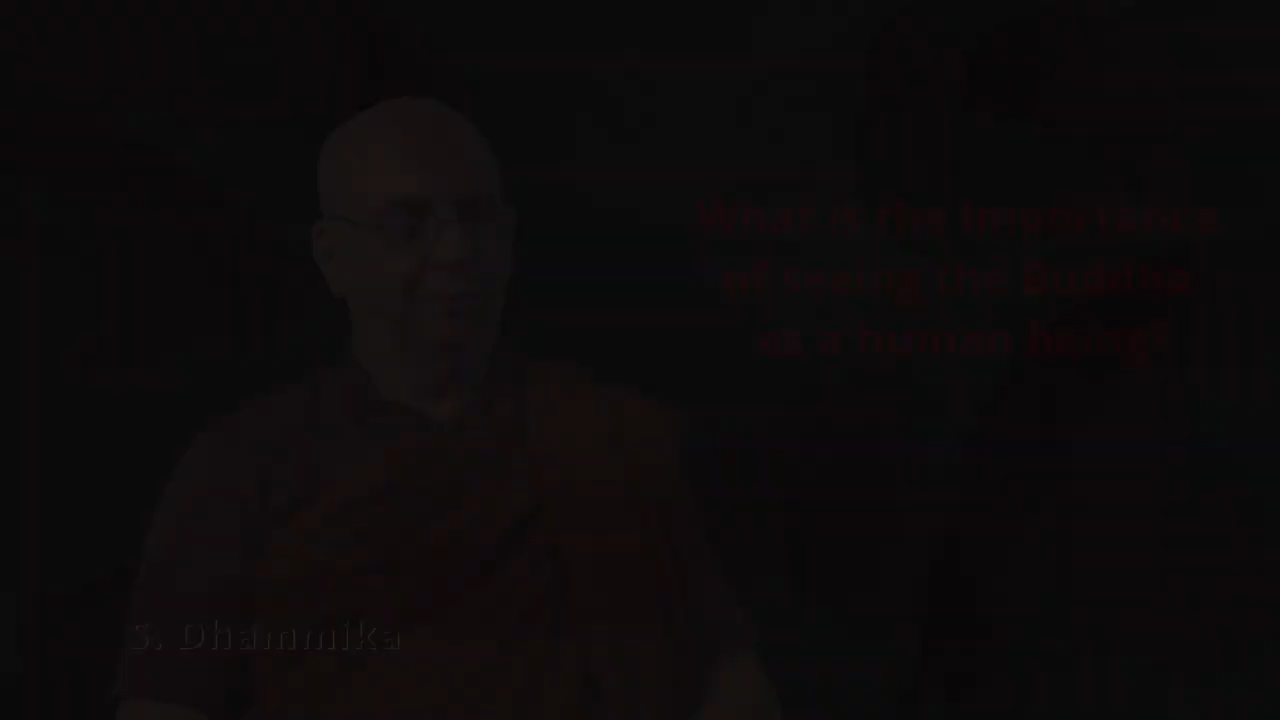 What is the importance
of seeing the Buddha
as a human being?
S. Dhammika